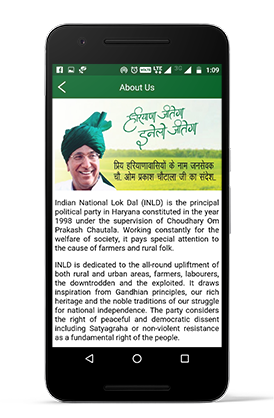 1:09
About Us
हरियाणा जीतेगा
इनेलो जीतेगा
प्रिय हरियाणावासियों के नाम जनसेवक
चौ. ओम प्रकाश चौटाला जी का संदेश.
Indian National Lok Dal (INLD) is the principal
political party in Haryana constituted in the year
1998 under the supervision of Choudhary Om
Prakash Chautala. Working constantly for the
welfare of society, it pays special attention to
the cause of farmers and rural folk.
INLD is dedicated to the all-round upliftment of
both rural and urban areas, farmers, labourers,
the downtrodden and the exploited. It draws
inspiration from Gandhian principles, our rich
heritage and the noble traditions of our struggle
for national independence. The party considers
the right of peaceful and democratic dissent
including Satyagraha or non-violent resistance
as a fundamental right of the people.